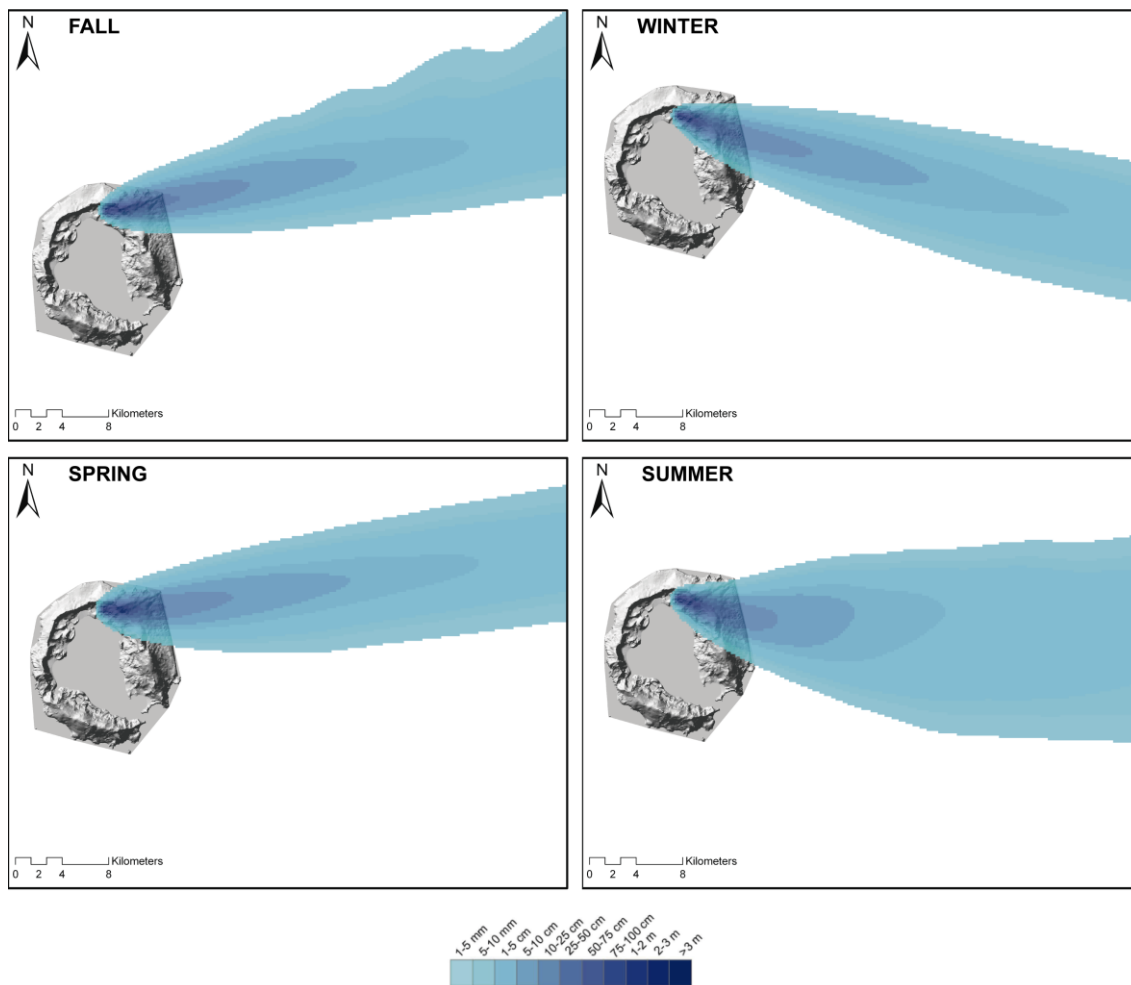 N
FALL
Kilometers
0 2 4 8
N
WINTER
Kilometers
0 2 4 8
N
SPRING
Kilometers
0 2 4 8
N
SUMMER
Kilometers
0 2 4 8
1-5 mm
5-10 mm
1-5 cm
5-10 cm
10-25 cm
25-50 cm
50-75 cm
75-100 cm
1-2 m
2-3 m
>3 m